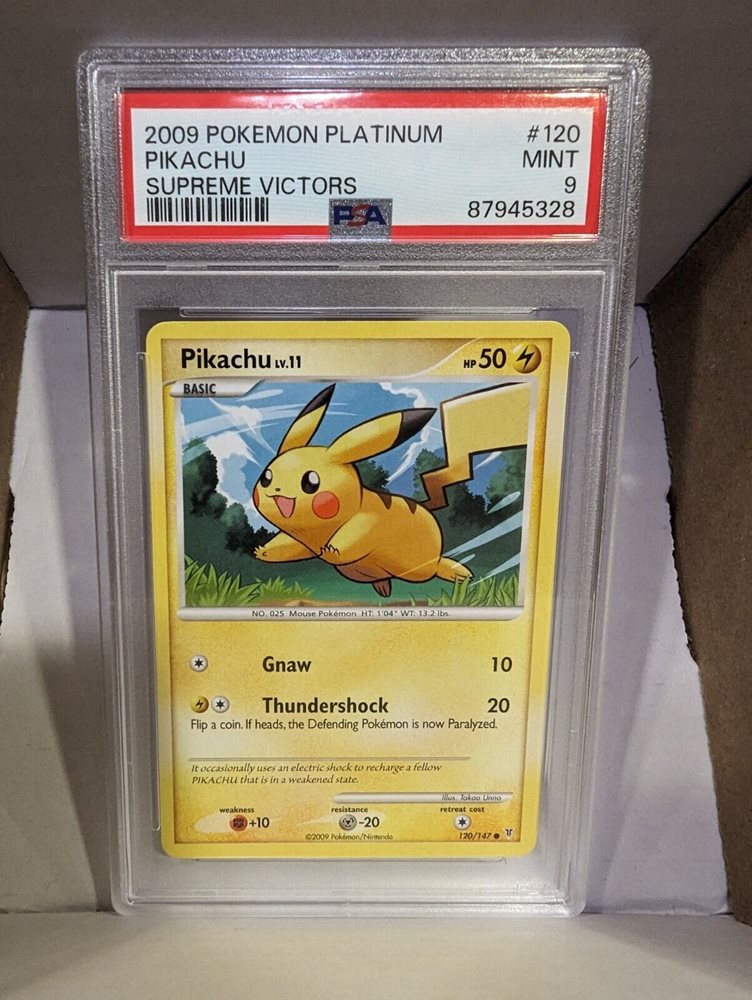 2009 POKEMON PLATINUM #120
PIKACHU MINT
SUPREME VICTORS 9
PSA 87945328
Pikachu LV.11 HP 50
BASIC
NO. 025 Mouse Pokémon HT: 1'04" WT: 13.2 lbs.
Gnaw 10
Thundershock 20
Flip a coin. If heads, the Defending Pokémon is now Paralyzed.
It occasionally uses an electric shock to recharge a fellow
PIKACHU that is in a weakened state.
Illus. Takao Unno
weakness resistance retreat cost
+10 -20
©2009 Pokémon/Nintendo 120/147